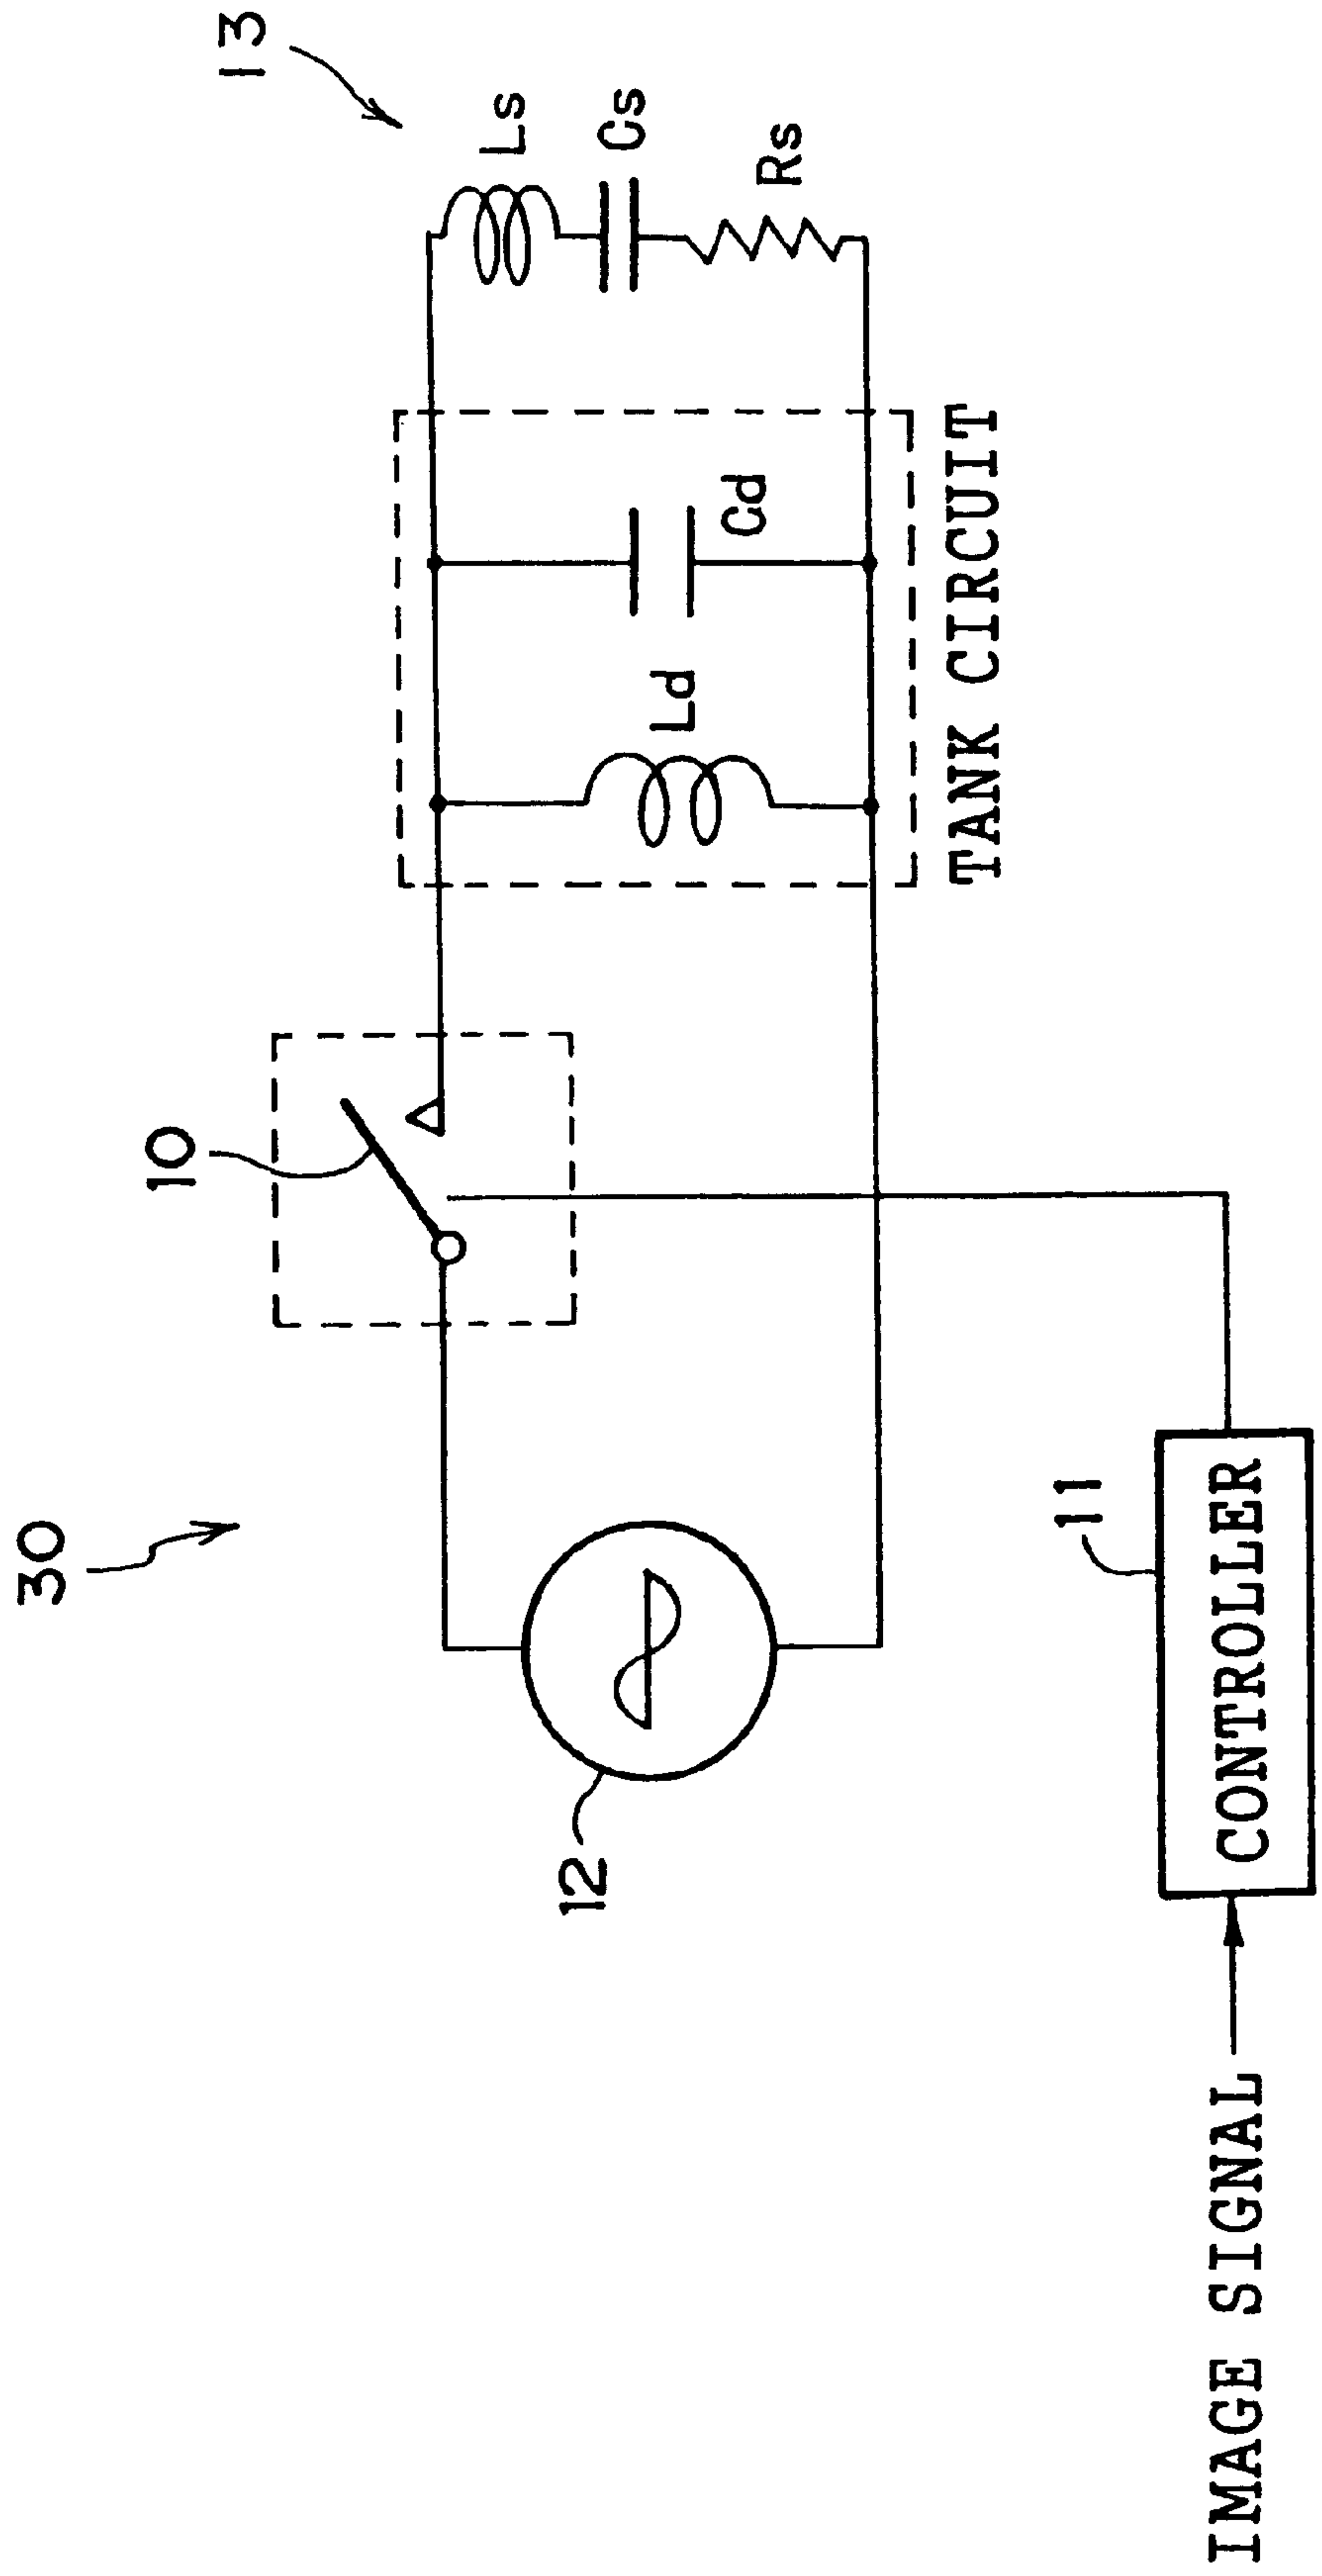 30
10
13
12
Ls
Cs
Rs
Ld
Cd
TANK CIRCUIT
11
CONTROLLER
IMAGE SIGNAL